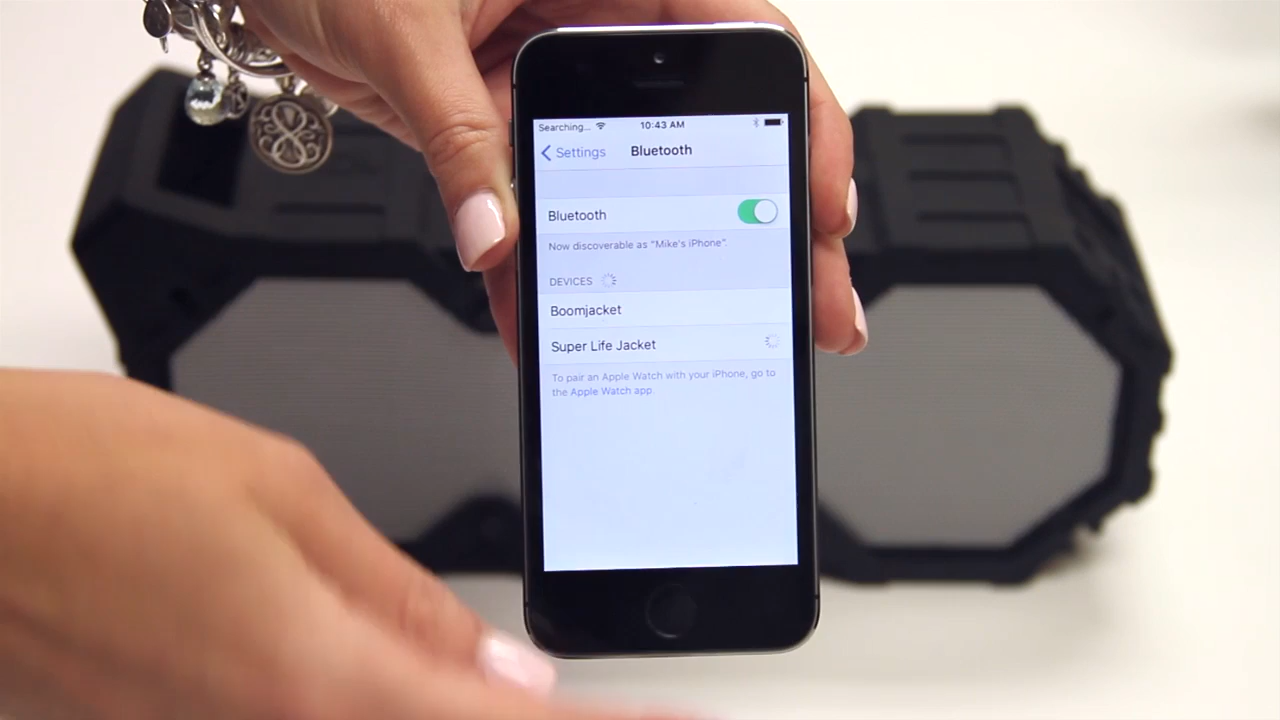 Searching... 10:43 AM
Settings Bluetooth
Bluetooth
Now discoverable as “Mike's iPhone”.
DEVICES
Boomjacket
Super Life Jacket
To pair an Apple Watch with your iPhone, go to
the Apple Watch app